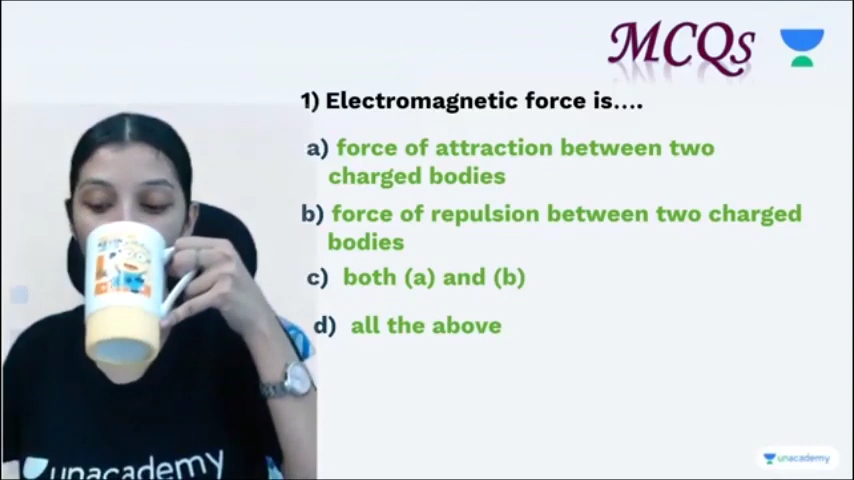 MCQs
1) Electromagnetic force is....
a) force of attraction between two
charged bodies
b) force of repulsion between two charged
bodies
c) both (a) and (b)
d) all the above
unacademy
unacademy